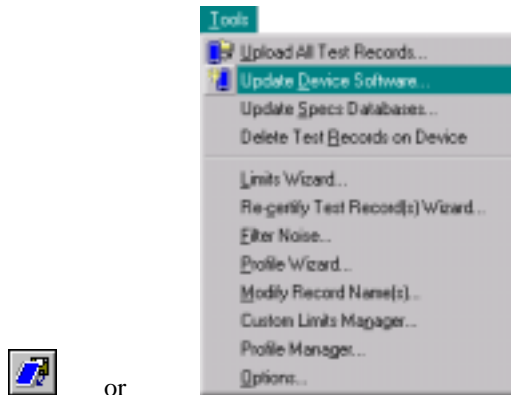 Tools
Upload All Test Records...
Update Device Software...
Update Specs Databases...
Delete Test Records on Device
Limits Wizard...
Re-certify Test Record(s) Wizard...
Filter Noise...
Profile Wizard...
Modify Record Name(s)...
Custom Limits Manager...
Profile Manager...
Options...
or